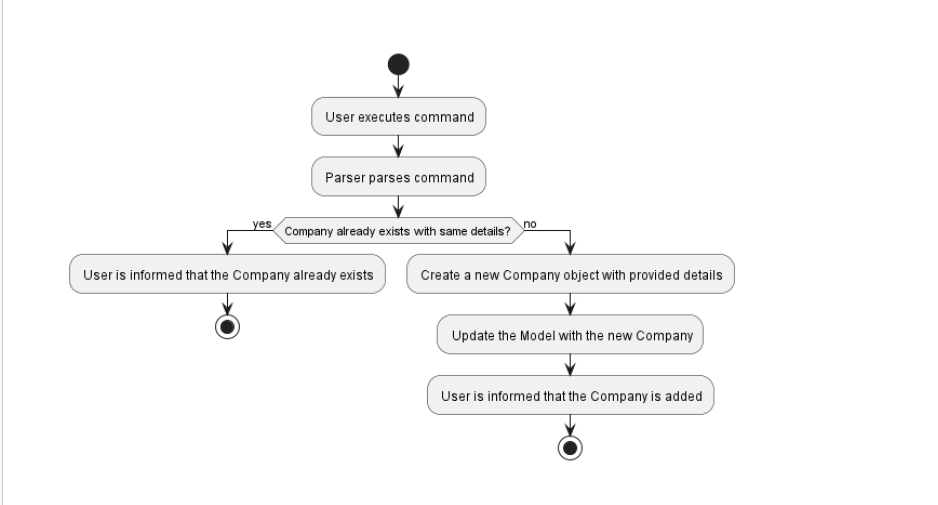 User executes command
Parser parses command
yes
Company already exists with same details?
no
User is informed that the Company already exists
Create a new Company object with provided details
Update the Model with the new Company
User is informed that the Company is added